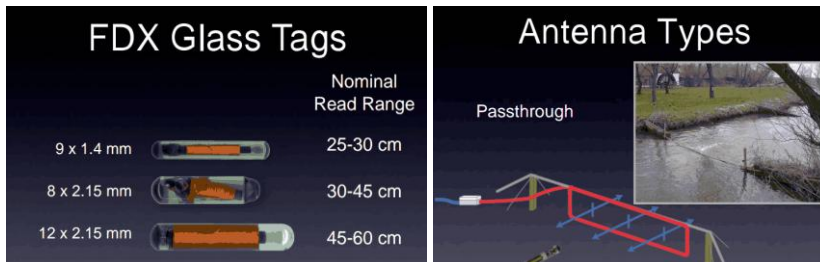 FDX Glass Tags
Nominal
Read Range
9 x 1.4 mm
25-30 cm
8 x 2.15 mm
30-45 cm
12 x 2.15 mm
45-60 cm
Antenna Types
Passthrough